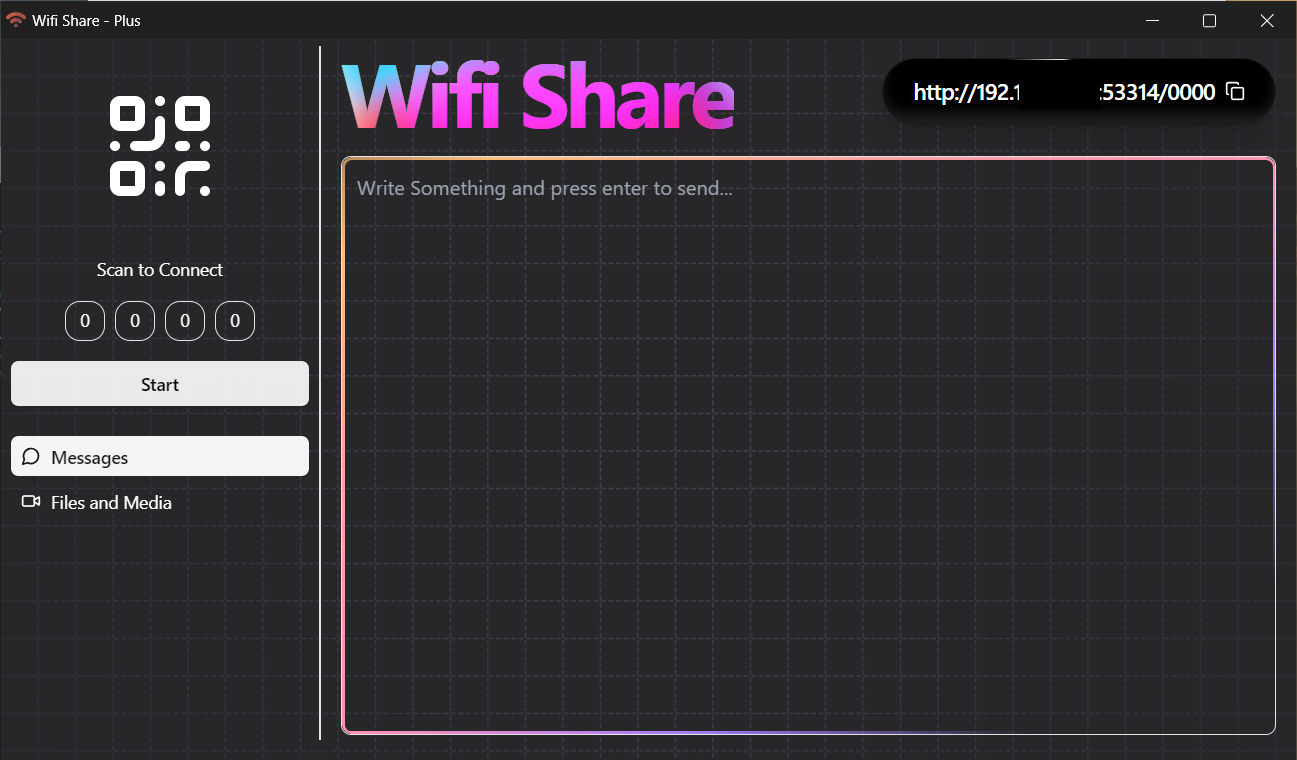 Wifi Share - Plus
Wifi Share
http://192.1 :53314/0000
Scan to Connect
0 0 0 0
Start
Messages
Files and Media
Write Something and press enter to send...